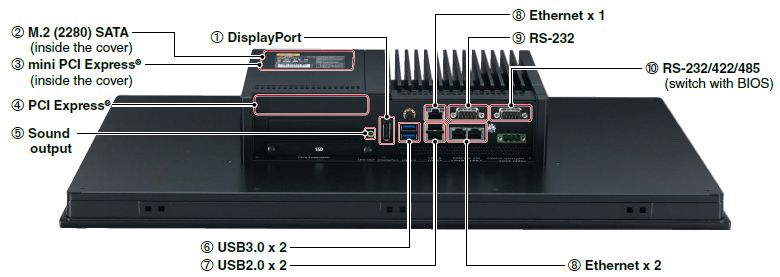 ② M.2 (2280) SATA
(inside the cover)
③ mini PCI Express®
(inside the cover)
④ PCI Express®
⑤ Sound
output
① DisplayPort
⑧ Ethernet x 1
⑨ RS-232
⑩ RS-232/422/485
(switch with BIOS)
SSD
⑥ USB3.0 x 2
⑦ USB2.0 x 2
⑧ Ethernet x 2